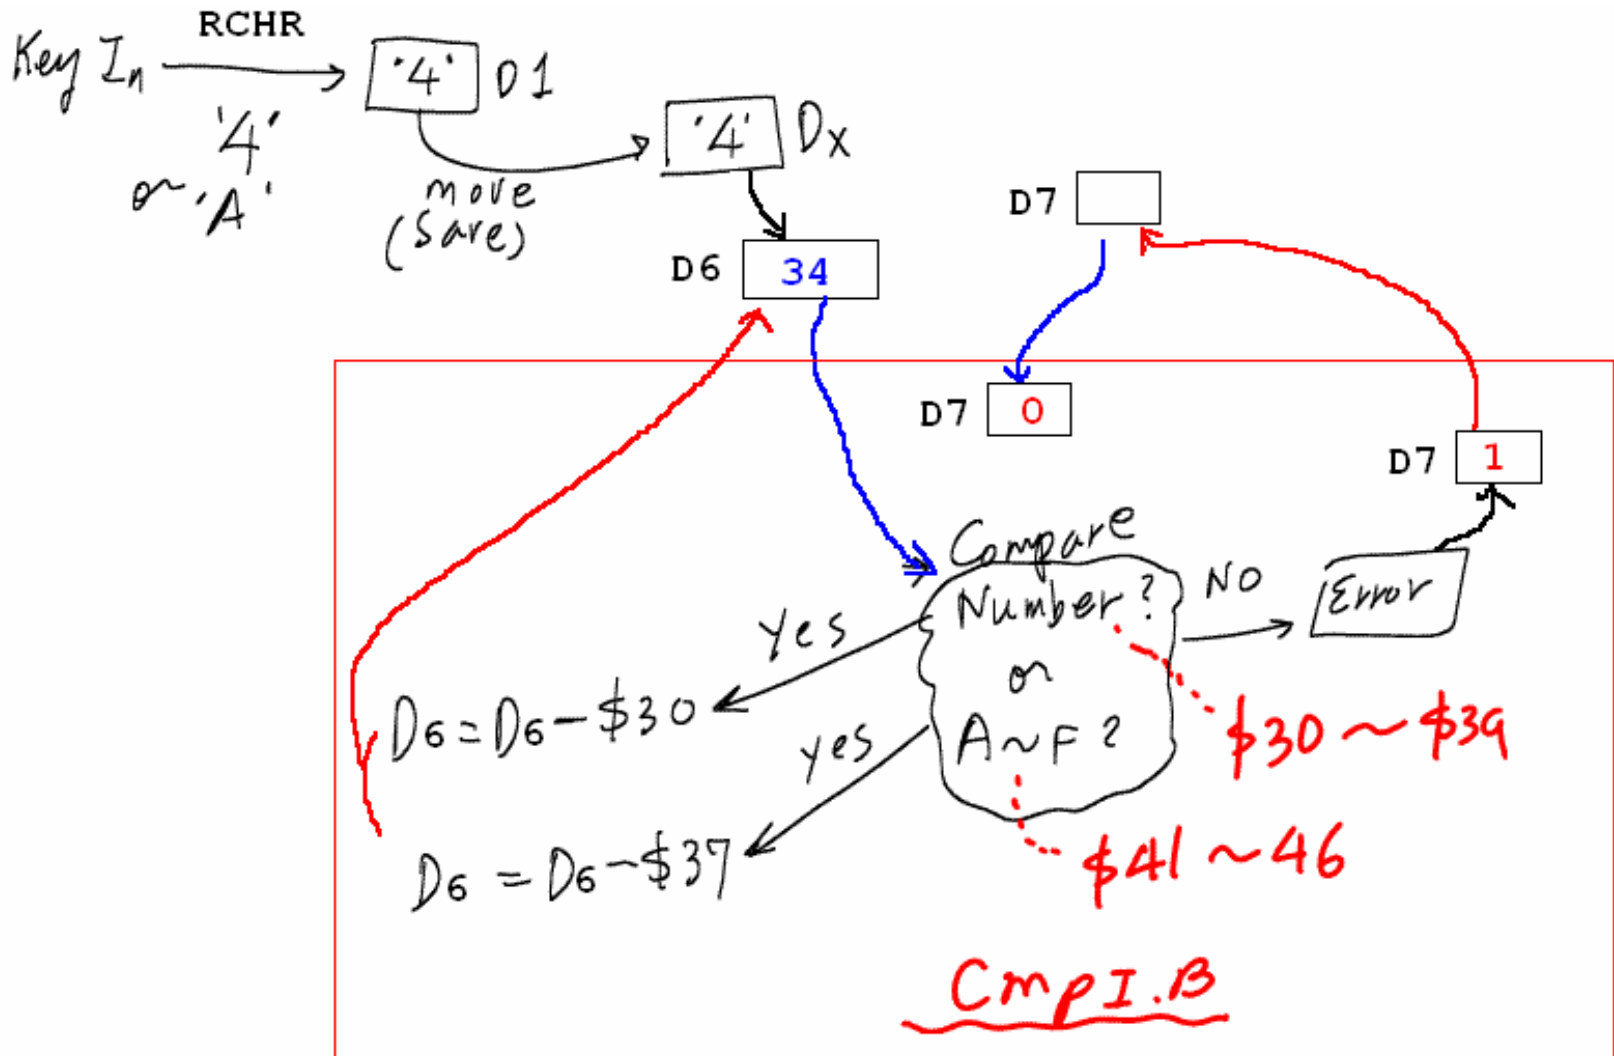 RCHR
Key In
'4' D1
'4'
or 'A'
move
(Save)
'4' Dx
D7
D6 34
D7 0
D7 1
Compare
Number?
or
A~F?
NO
Error
Yes
D6=D6-$30
yes
D6=D6-$37
$30~$39
$41~46
CmpI.B